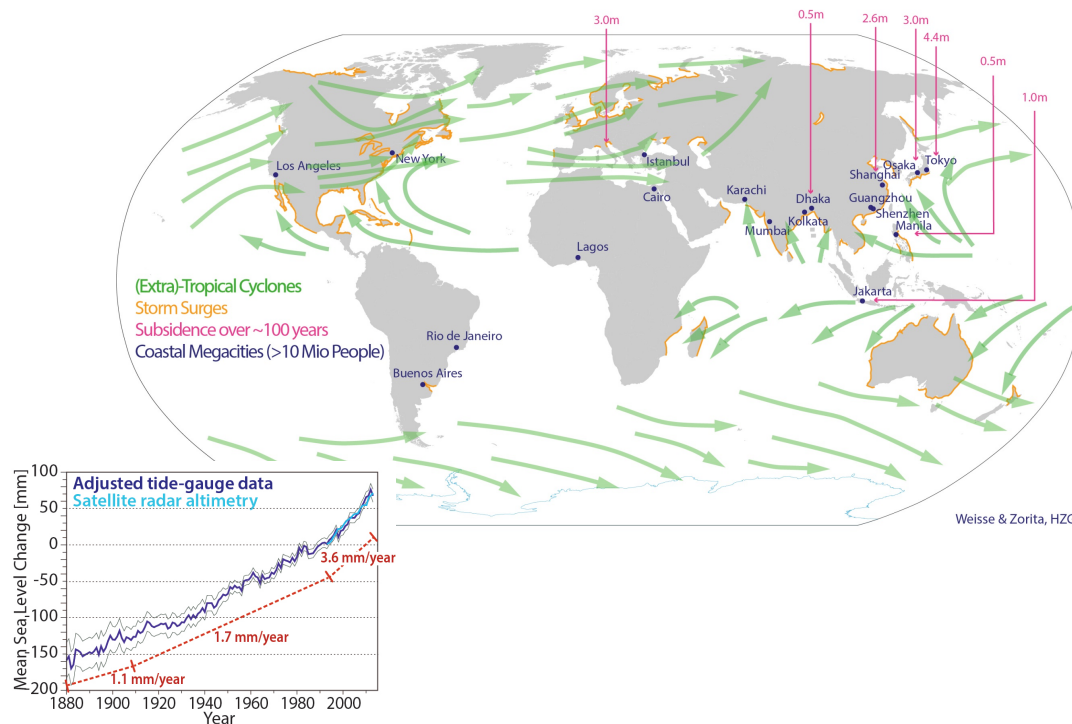 3.0m
0.5m
2.6m
3.0m
4.4m
0.5m
1.0m
Los Angeles
New York
Istanbul
Cairo
Karachi
Mumbai
Dhaka
Kolkata
Osaka
Tokyo
Shanghai
Guangzhou
Shenzhen
Manila
Lagos
Jakarta
Rio de Janeiro
Buenos Aires
(Extra)-Tropical Cyclones
Storm Surges
Subsidence over ~100 years
Coastal Megacities (>10 Mio People)
Weisse & Zorita, HZG
Mean Sea Level Change [mm]
100
50
0
-50
-100
-150
-200
Adjusted tide-gauge data
Satellite radar altimetry
3.6 mm/year
1.7 mm/year
1.1 mm/year
1880 1900 1920 1940 1960 1980 2000
Year